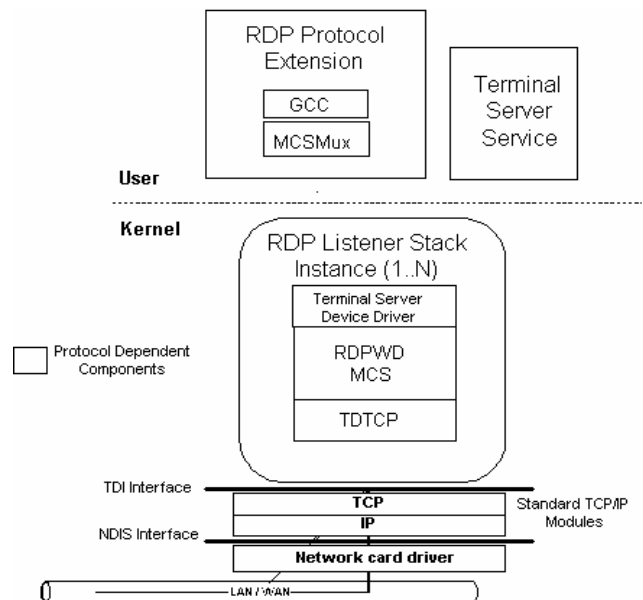 RDP Protocol
Extension
GCC
MCSMux
Terminal
Server
Service
User
Kernel
RDP Listener Stack
Instance (1..N)
Terminal Server
Device Driver
RDPWD
MCS
TDTCP
Protocol Dependent
Components
TDI Interface
TCP
IP
Standard TCP/IP
Modules
NDIS Interface
Network card driver
LAN / WAN